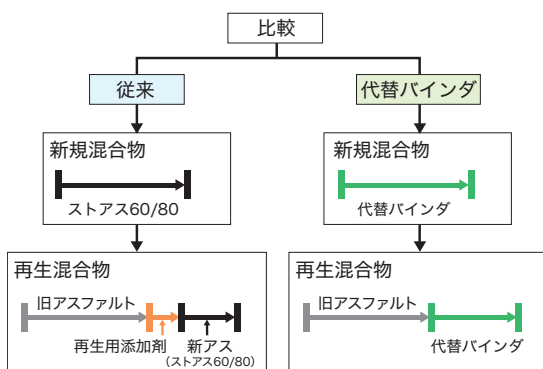 比較
従来
代替バインダ
新規混合物
ストアス60/80
新規混合物
代替バインダ
再生混合物
旧アスファルト
再生用添加剤
新アス
(ストアス60/80)
再生混合物
旧アスファルト
代替バインダ